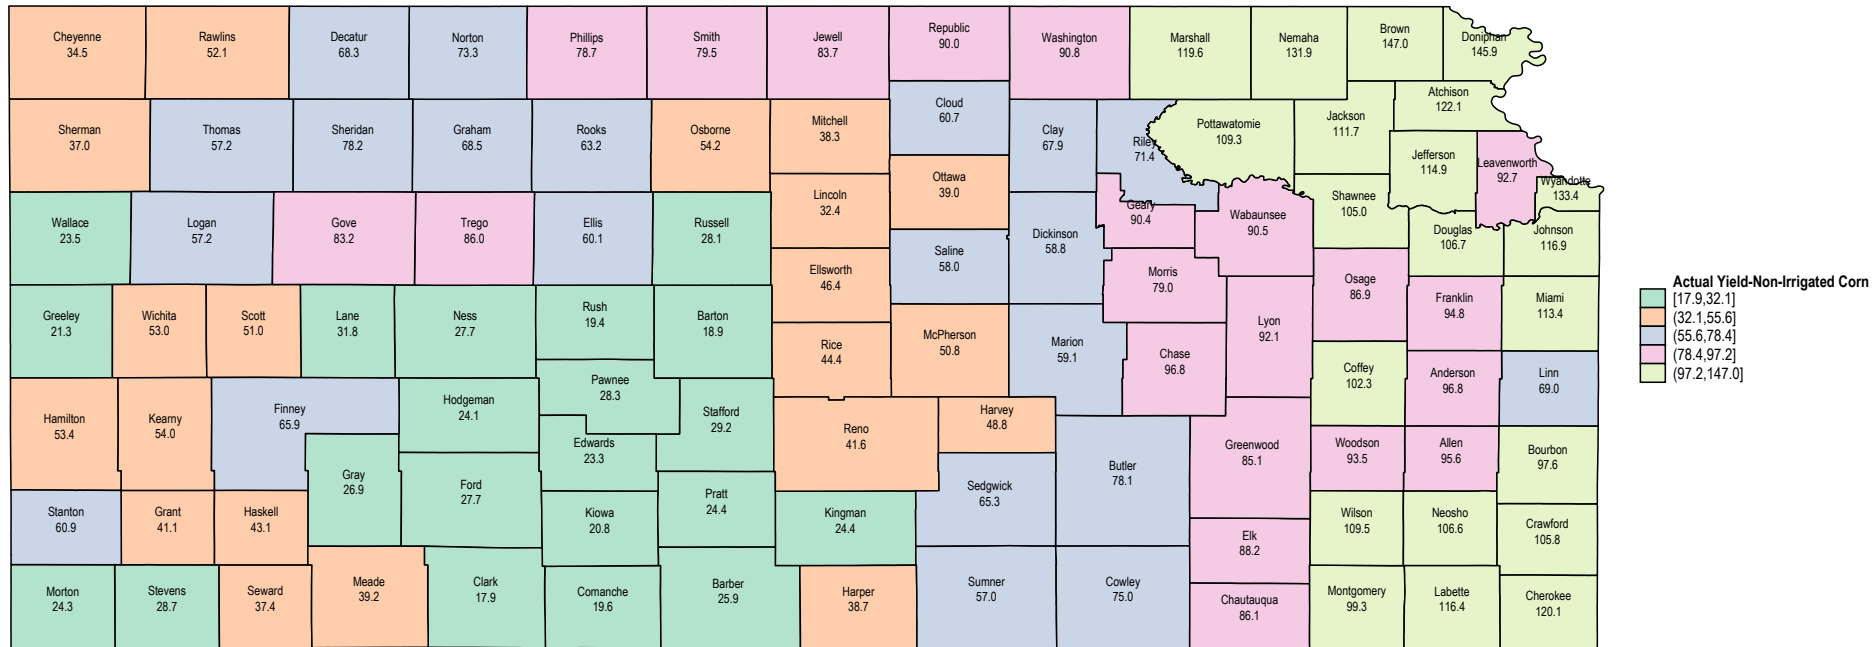 Cheyenne
34.5
Rawlins
52.1
Decatur
68.3
Norton
73.3
Phillips
78.7
Smith
79.5
Jewell
83.7
Republic
90.0
Washington
90.8
Marshall
119.6
Nemaha
131.9
Brown
147.0
Doniphan
145.9
Sherman
37.0
Thomas
57.2
Sheridan
78.2
Graham
68.5
Rooks
63.2
Osborne
54.2
Mitchell
38.3
Cloud
60.7
Clay
67.9
Riley
71.4
Pottawatomie
109.3
Jackson
111.7
Atchison
122.1
Jefferson
114.9
Leavenworth
92.7
Wyandotte
133.4
Wallace
23.5
Logan
57.2
Gove
83.2
Trego
86.0
Ellis
60.1
Russell
28.1
Lincoln
32.4
Ottawa
39.0
Saline
58.0
Dickinson
58.8
Geary
90.4
Wabaunsee
90.5
Shawnee
105.0
Douglas
106.7
Johnson
116.9
Ellsworth
46.4
Morris
79.0
Osage
86.9
Franklin
94.8
Miami
113.4
Greeley
21.3
Wichita
53.0
Scott
51.0
Lane
31.8
Ness
27.7
Rush
19.4
Barton
18.9
Rice
44.4
McPherson
50.8
Marion
59.1
Chase
96.8
Lyon
92.1
Coffey
102.3
Anderson
96.8
Linn
69.0
Hamilton
53.4
Kearny
54.0
Finney
65.9
Hodgeman
24.1
Pawnee
28.3
Edwards
23.3
Stafford
29.2
Reno
41.6
Harvey
48.8
Butler
78.1
Greenwood
85.1
Woodson
93.5
Allen
95.6
Bourbon
97.6
Gray
26.9
Ford
27.7
Stanton
60.9
Grant
41.1
Haskell
43.1
Kiowa
20.8
Pratt
24.4
Kingman
24.4
Sedgwick
65.3
Elk
88.2
Wilson
109.5
Neosho
106.6
Crawford
105.8
Morton
24.3
Stevens
28.7
Seward
37.4
Meade
39.2
Clark
17.9
Comanche
19.6
Barber
25.9
Harper
38.7
Sumner
57.0
Cowley
75.0
Chautauqua
86.1
Montgomery
99.3
Labette
116.4
Cherokee
120.1
Actual Yield-Non-Irrigated Corn
[17.9,32.1]
(32.1,55.6]
(55.6,78.4]
(78.4,97.2]
(97.2,147.0]